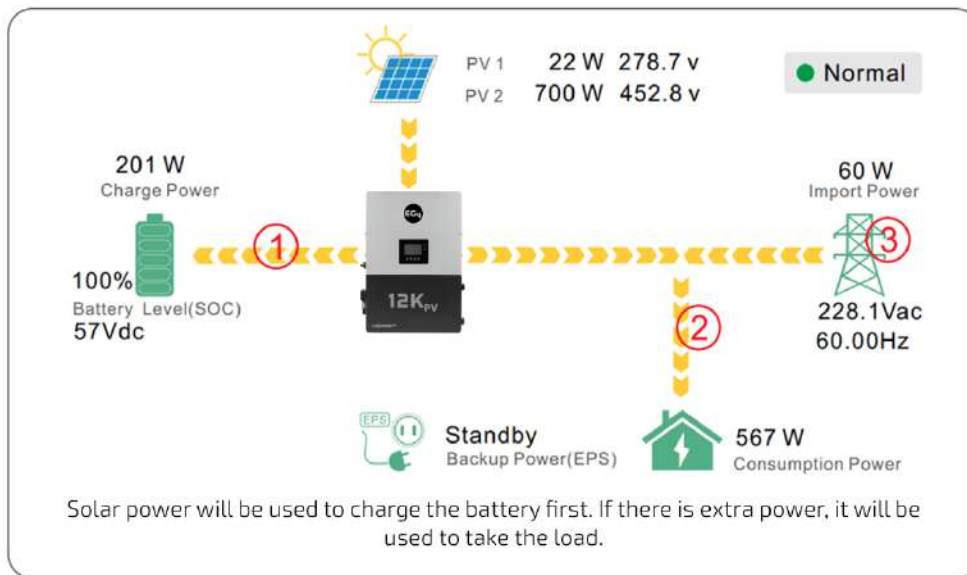 PV 1 22 W 278.7 v
PV 2 700 W 452.8 v
Normal
201 W
Charge Power
60 W
Import Power
EG4
1
3
100%
Battery Level(SOC)
57Vdc
12KPV
2
228.1Vac
60.00Hz
EPS
Standby
Backup Power(EPS)
567 W
Consumption Power
Solar power will be used to charge the battery first. If there is extra power, it will be
used to take the load.